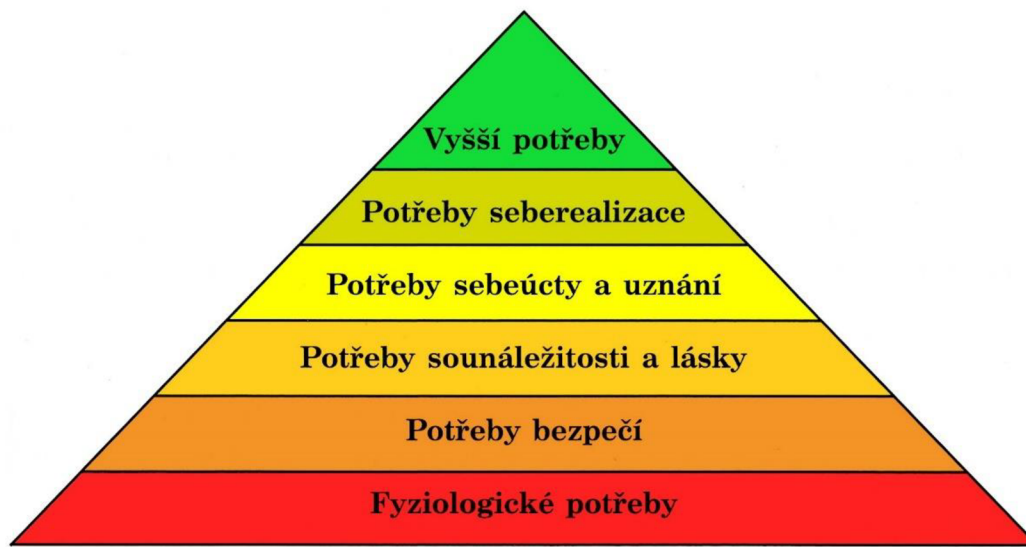 Vyšší potřeby
Potřeby seberealizace
Potřeby sebeúcty a uznání
Potřeby sounáležitosti a lásky
Potřeby bezpečí
Fyziologické potřeby